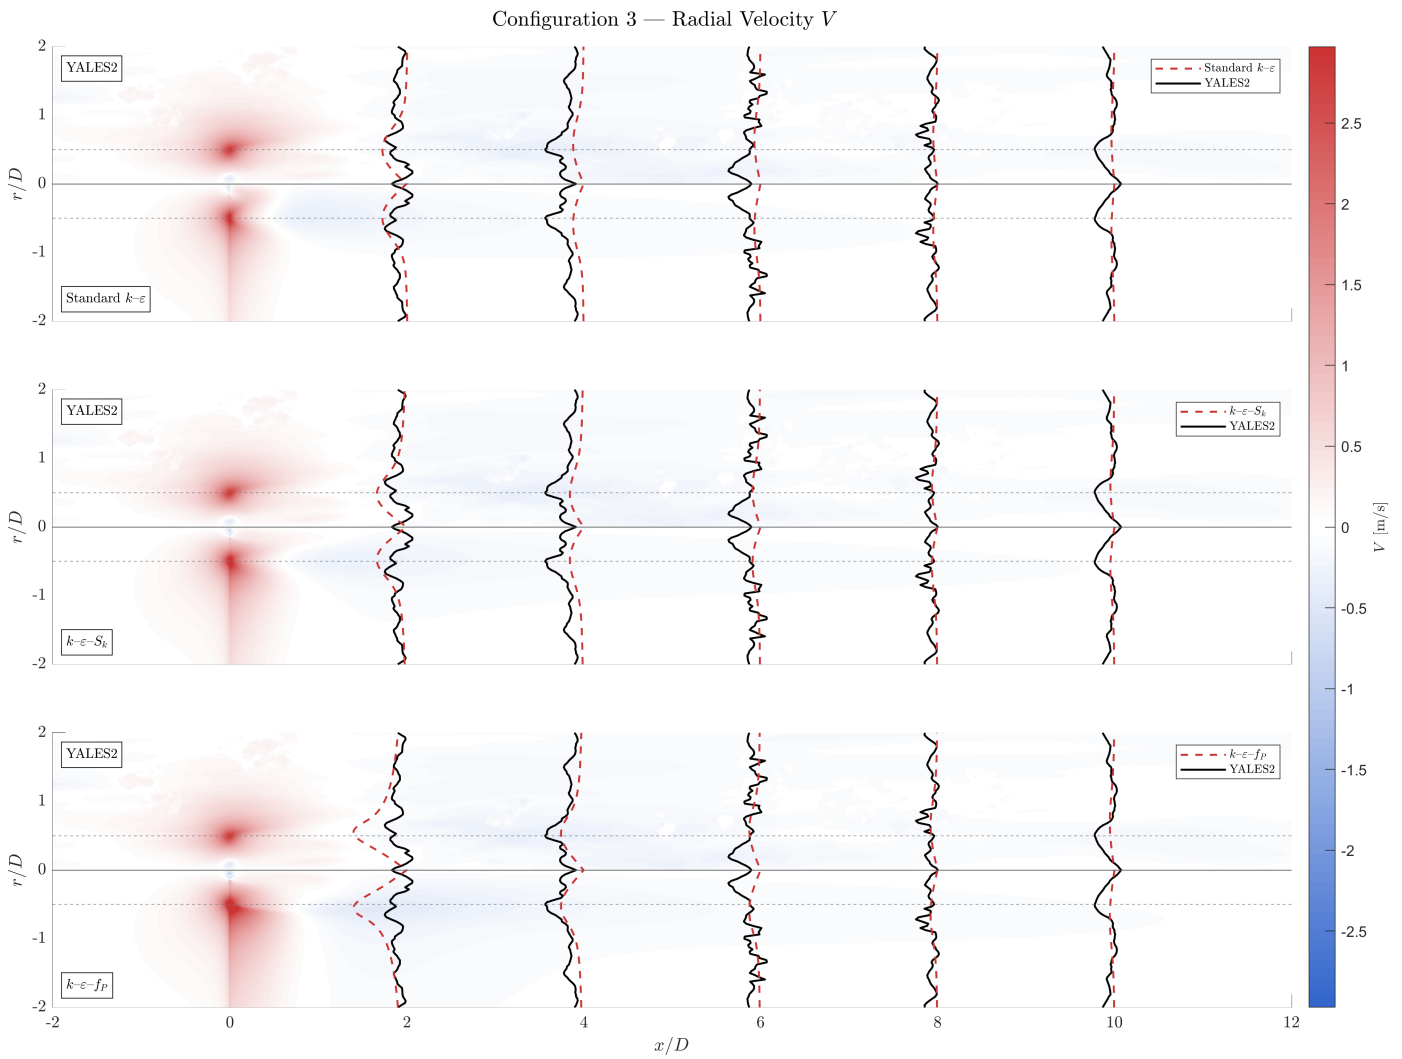 Configuration 3 — Radial Velocity V
2
YALES2
Standard k–ε
YALES2
1
r/D
0
-1
Standard k–ε
-2
2
YALES2
k–ε–Sₖ
YALES2
1
r/D
0
-1
k–ε–Sₖ
-2
2
YALES2
k–ε–f_P
YALES2
1
r/D
0
-1
k–ε–f_P
-2
-2 0 2 4 6 8 10 12
x/D
2.5
2
1.5
1
0.5
0
-0.5
-1
-1.5
-2
-2.5
V [m/s]